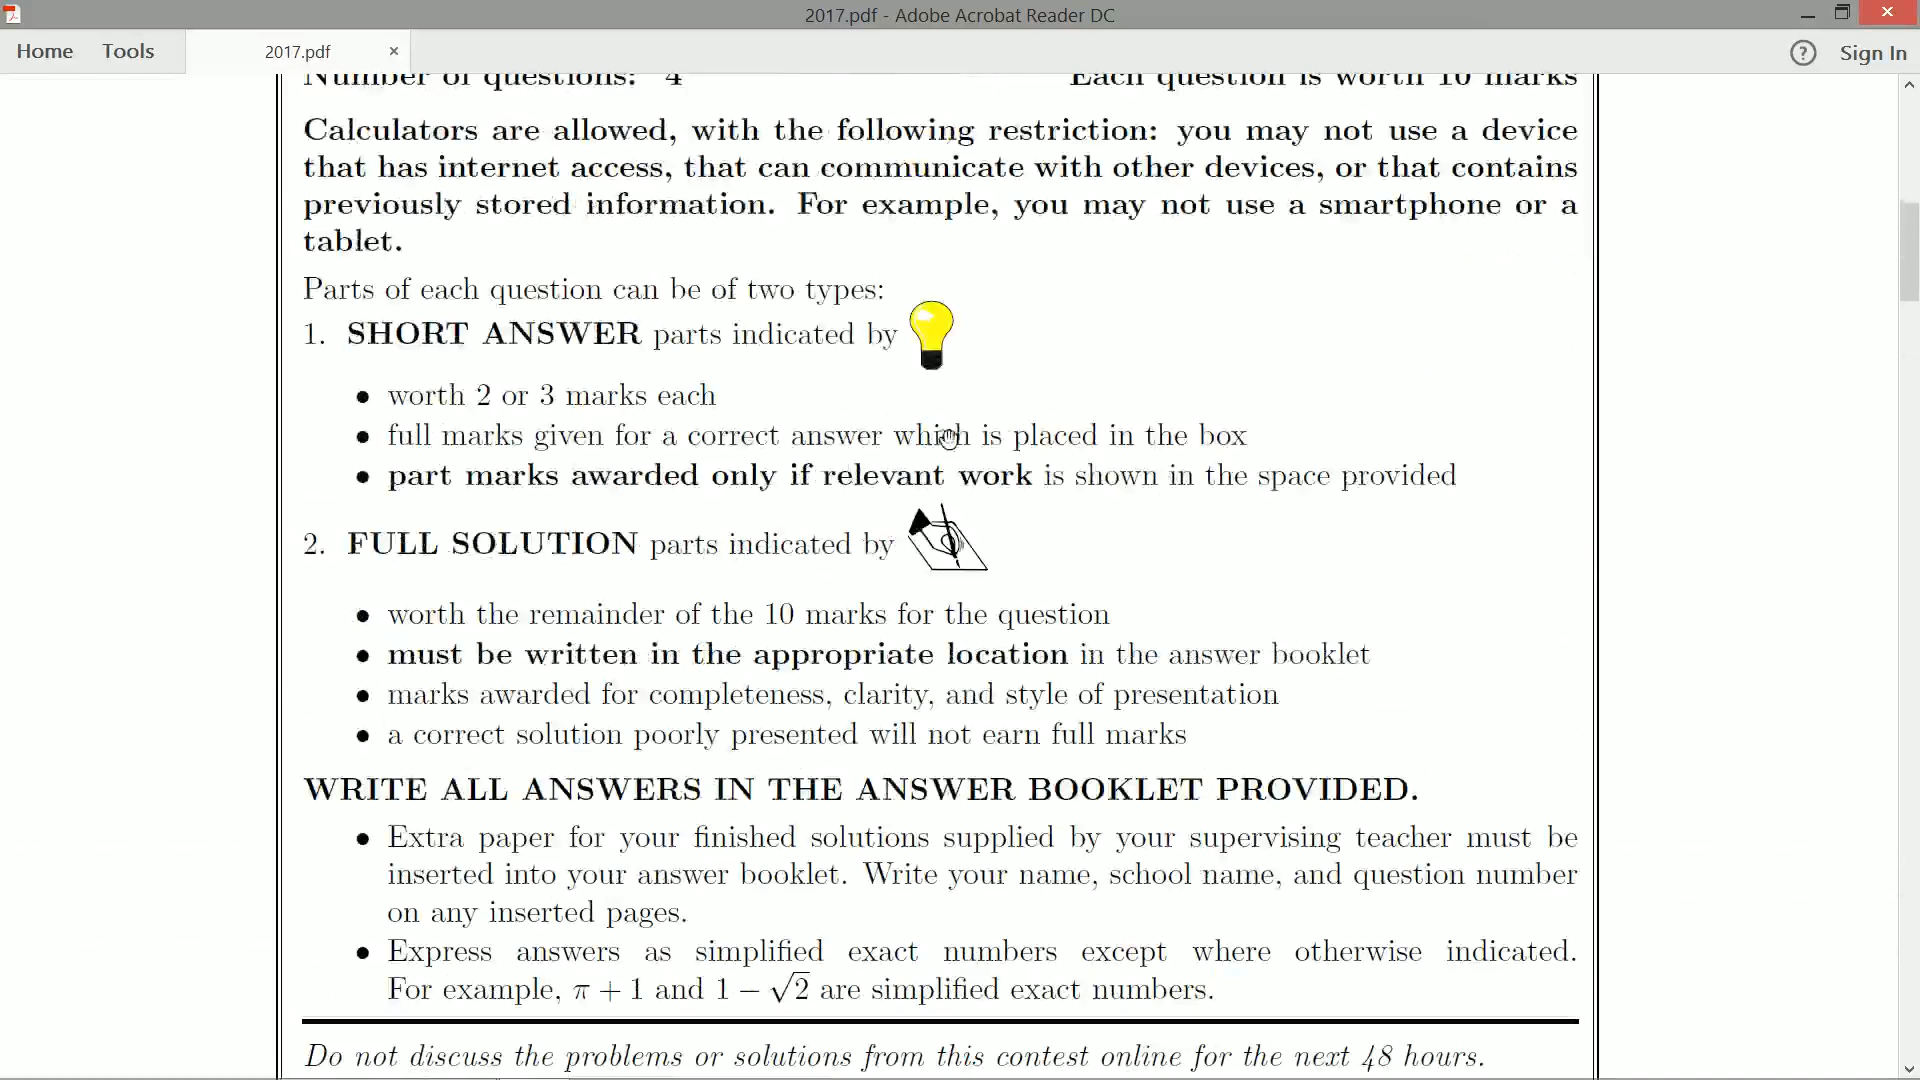 2017.pdf - Adobe Acrobat Reader DC
Home Tools 2017.pdf × ? Sign In
Number of questions: 4 Each question is worth 10 marks
Calculators are allowed, with the following restriction: you may not use a device
that has internet access, that can communicate with other devices, or that contains
previously stored information. For example, you may not use a smartphone or a
tablet.
Parts of each question can be of two types:
1. SHORT ANSWER parts indicated by
• worth 2 or 3 marks each
• full marks given for a correct answer which is placed in the box
• part marks awarded only if relevant work is shown in the space provided
2. FULL SOLUTION parts indicated by
• worth the remainder of the 10 marks for the question
• must be written in the appropriate location in the answer booklet
• marks awarded for completeness, clarity, and style of presentation
• a correct solution poorly presented will not earn full marks
WRITE ALL ANSWERS IN THE ANSWER BOOKLET PROVIDED.
• Extra paper for your finished solutions supplied by your supervising teacher must be
inserted into your answer booklet. Write your name, school name, and question number
on any inserted pages.
• Express answers as simplified exact numbers except where otherwise indicated.
For example, π + 1 and 1 − √2 are simplified exact numbers.
Do not discuss the problems or solutions from this contest online for the next 48 hours.